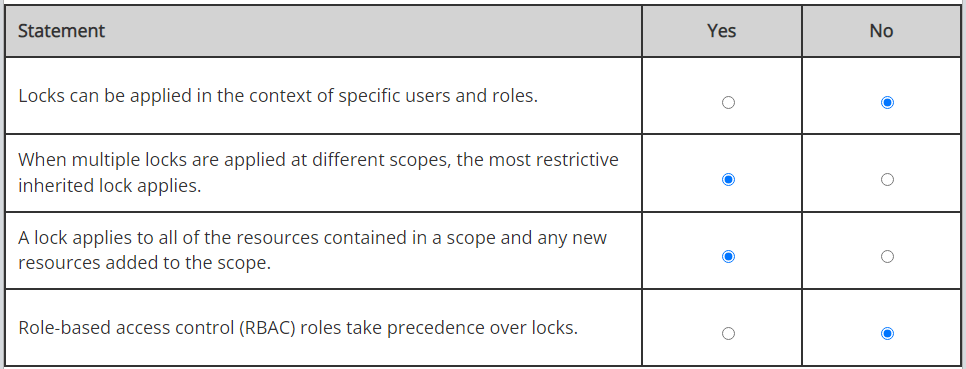 Statement Yes No
Locks can be applied in the context of specific users and roles.
When multiple locks are applied at different scopes, the most restrictive
inherited lock applies.
A lock applies to all of the resources contained in a scope and any new
resources added to the scope.
Role-based access control (RBAC) roles take precedence over locks.